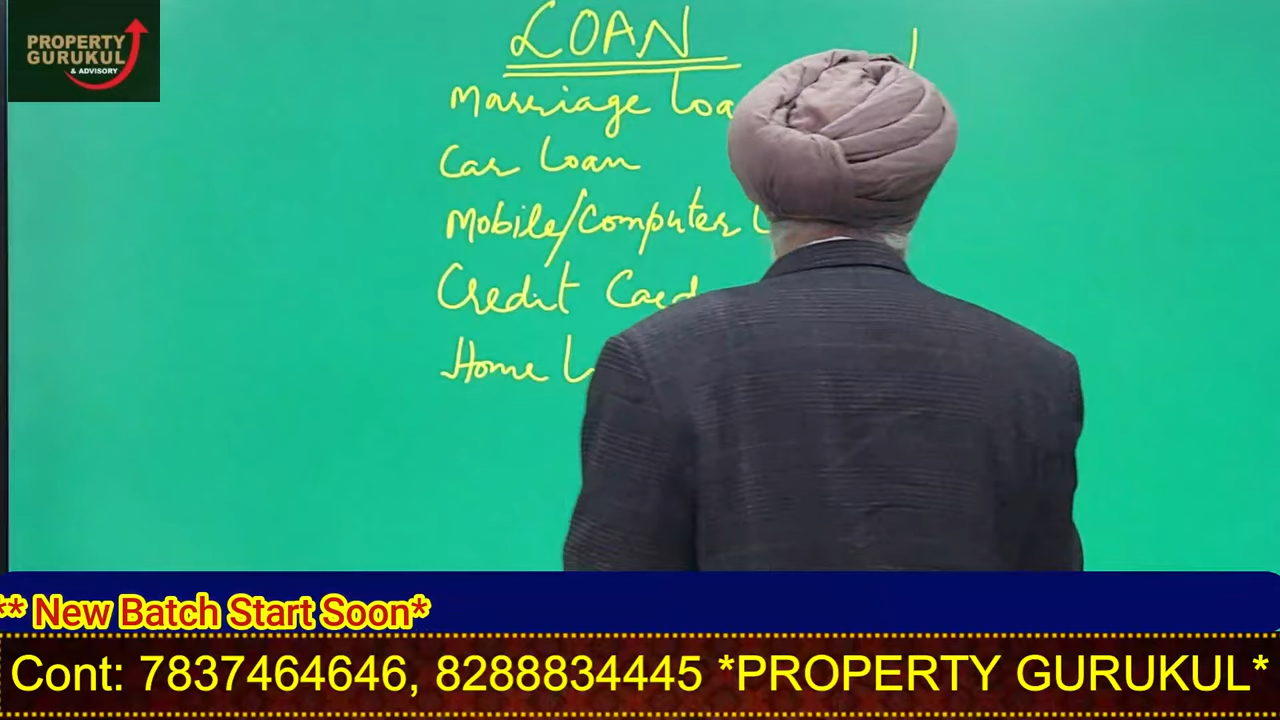 PROPERTY
GURUKUL
& ADVISORY
LOAN
Marriage Loa
Car Loan
Mobile/Computer L
Credit Card
Home L
** New Batch Start Soon*
Cont: 7837464646, 8288834445 *PROPERTY GURUKUL*